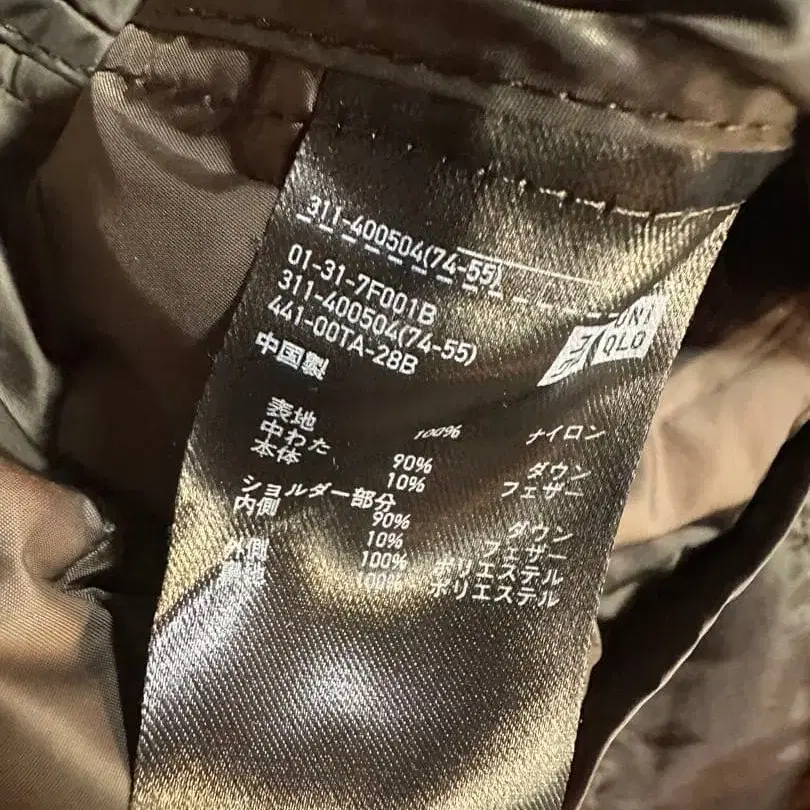 311-400504(74-55)
01-31-7F001B
311-400504(74-55)
441-00TA-28B
中国製
UNI
QLO
表地 100% ナイロン
中わた
本体 90% ダウン
10% フェザー
ショルダー部分
内側 90% ダウン
10% フェザー
外側 100% ポリエステル
裏地 100% ポリエステル